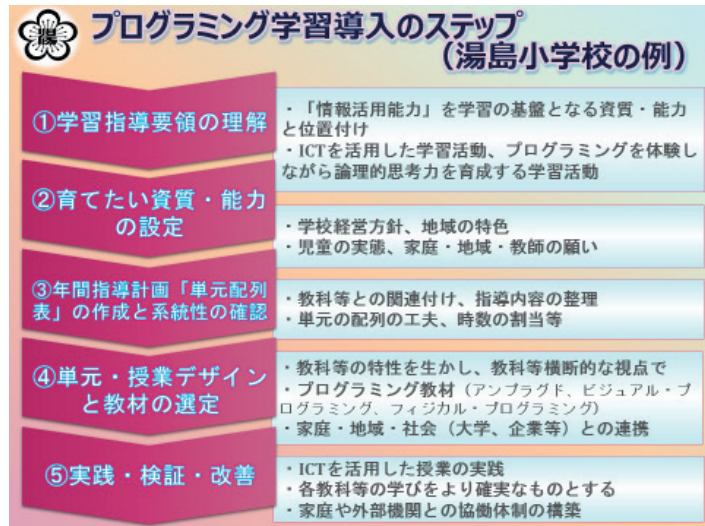 プログラミング学習導入のステップ
（湯島小学校の例）
①学習指導要領の理解
・「情報活用能力」を学習の基盤となる資質・能力
と位置付け
・ICTを活用した学習活動、プログラミングを体験し
ながら論理的思考力を育成する学習活動
②育てたい資質・能力
の設定
・学校経営方針、地域の特色
・児童の実態、家庭・地域・教師の願い
③年間指導計画「単元配列
表」の作成と系統性の確認
・教科等との関連付け、指導内容の整理
・単元の配列の工夫、時数の割当等
④単元・授業デザイン
と教材の選定
・教科等の特性を生かし、教科等横断的な視点で
・プログラミング教材（アンプラグド、ビジュアル・プ
ログラミング、フィジカル・プログラミング）
・家庭・地域・社会（大学、企業等）との連携
⑤実践・検証・改善
・ICTを活用した授業の実践
・各教科等の学びをより確実なものとする
・家庭や外部機関との協働体制の構築